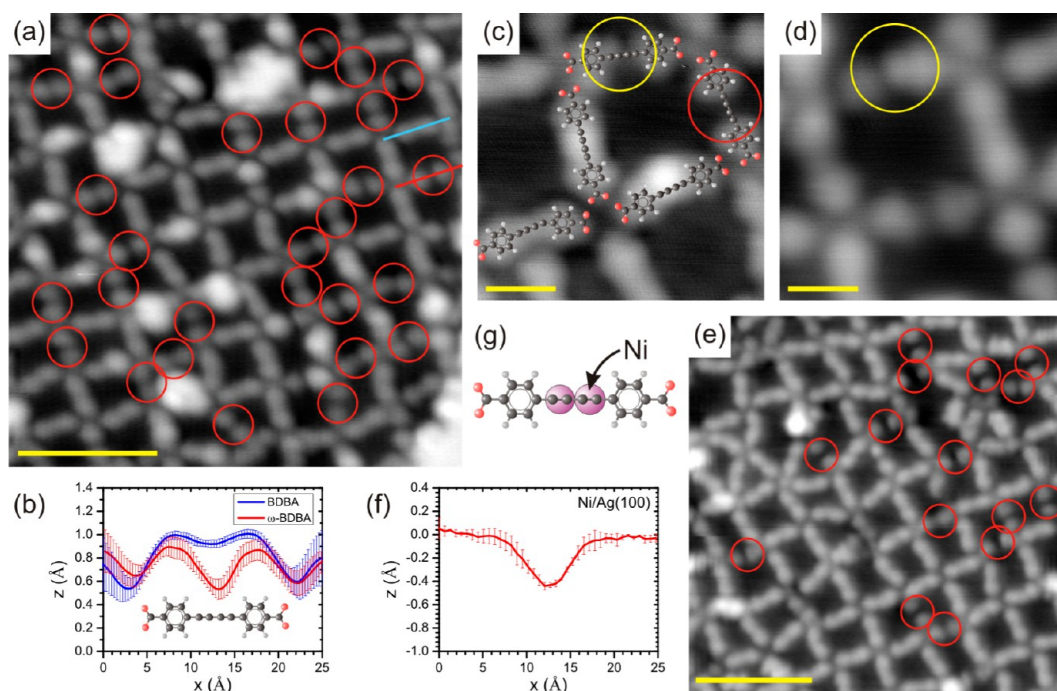 (a)
(c)
(d)
(g)
Ni
(e)
(b)
1.4
1.2
1.0
0.8
0.6
0.4
0.2
0.0
z (Å)
BDBA
ω-BDBA
0 5 10 15 20 25
x (Å)
(f)
0.4
0.2
0.0
-0.2
-0.4
-0.6
-0.8
-1.0
z (Å)
Ni/Ag(100)
0 5 10 15 20 25
x (Å)